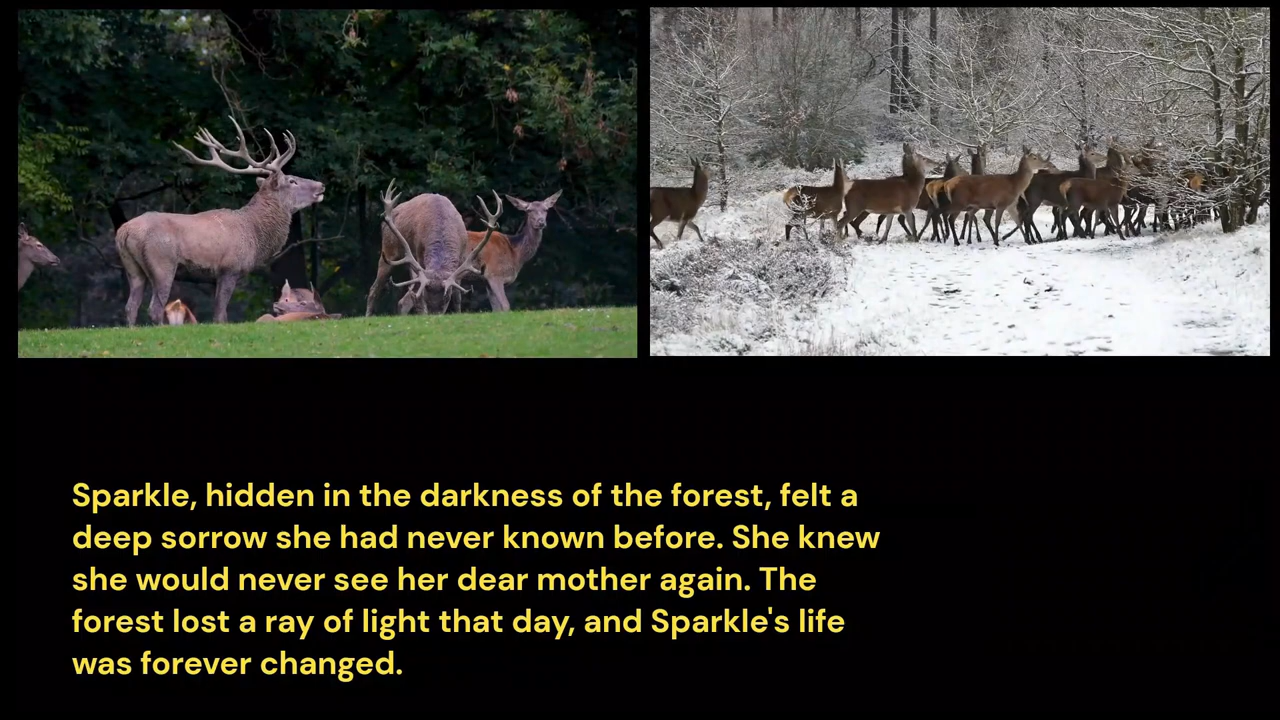 Sparkle, hidden in the darkness of the forest, felt a
deep sorrow she had never known before. She knew
she would never see her dear mother again. The
forest lost a ray of light that day, and Sparkle's life
was forever changed.